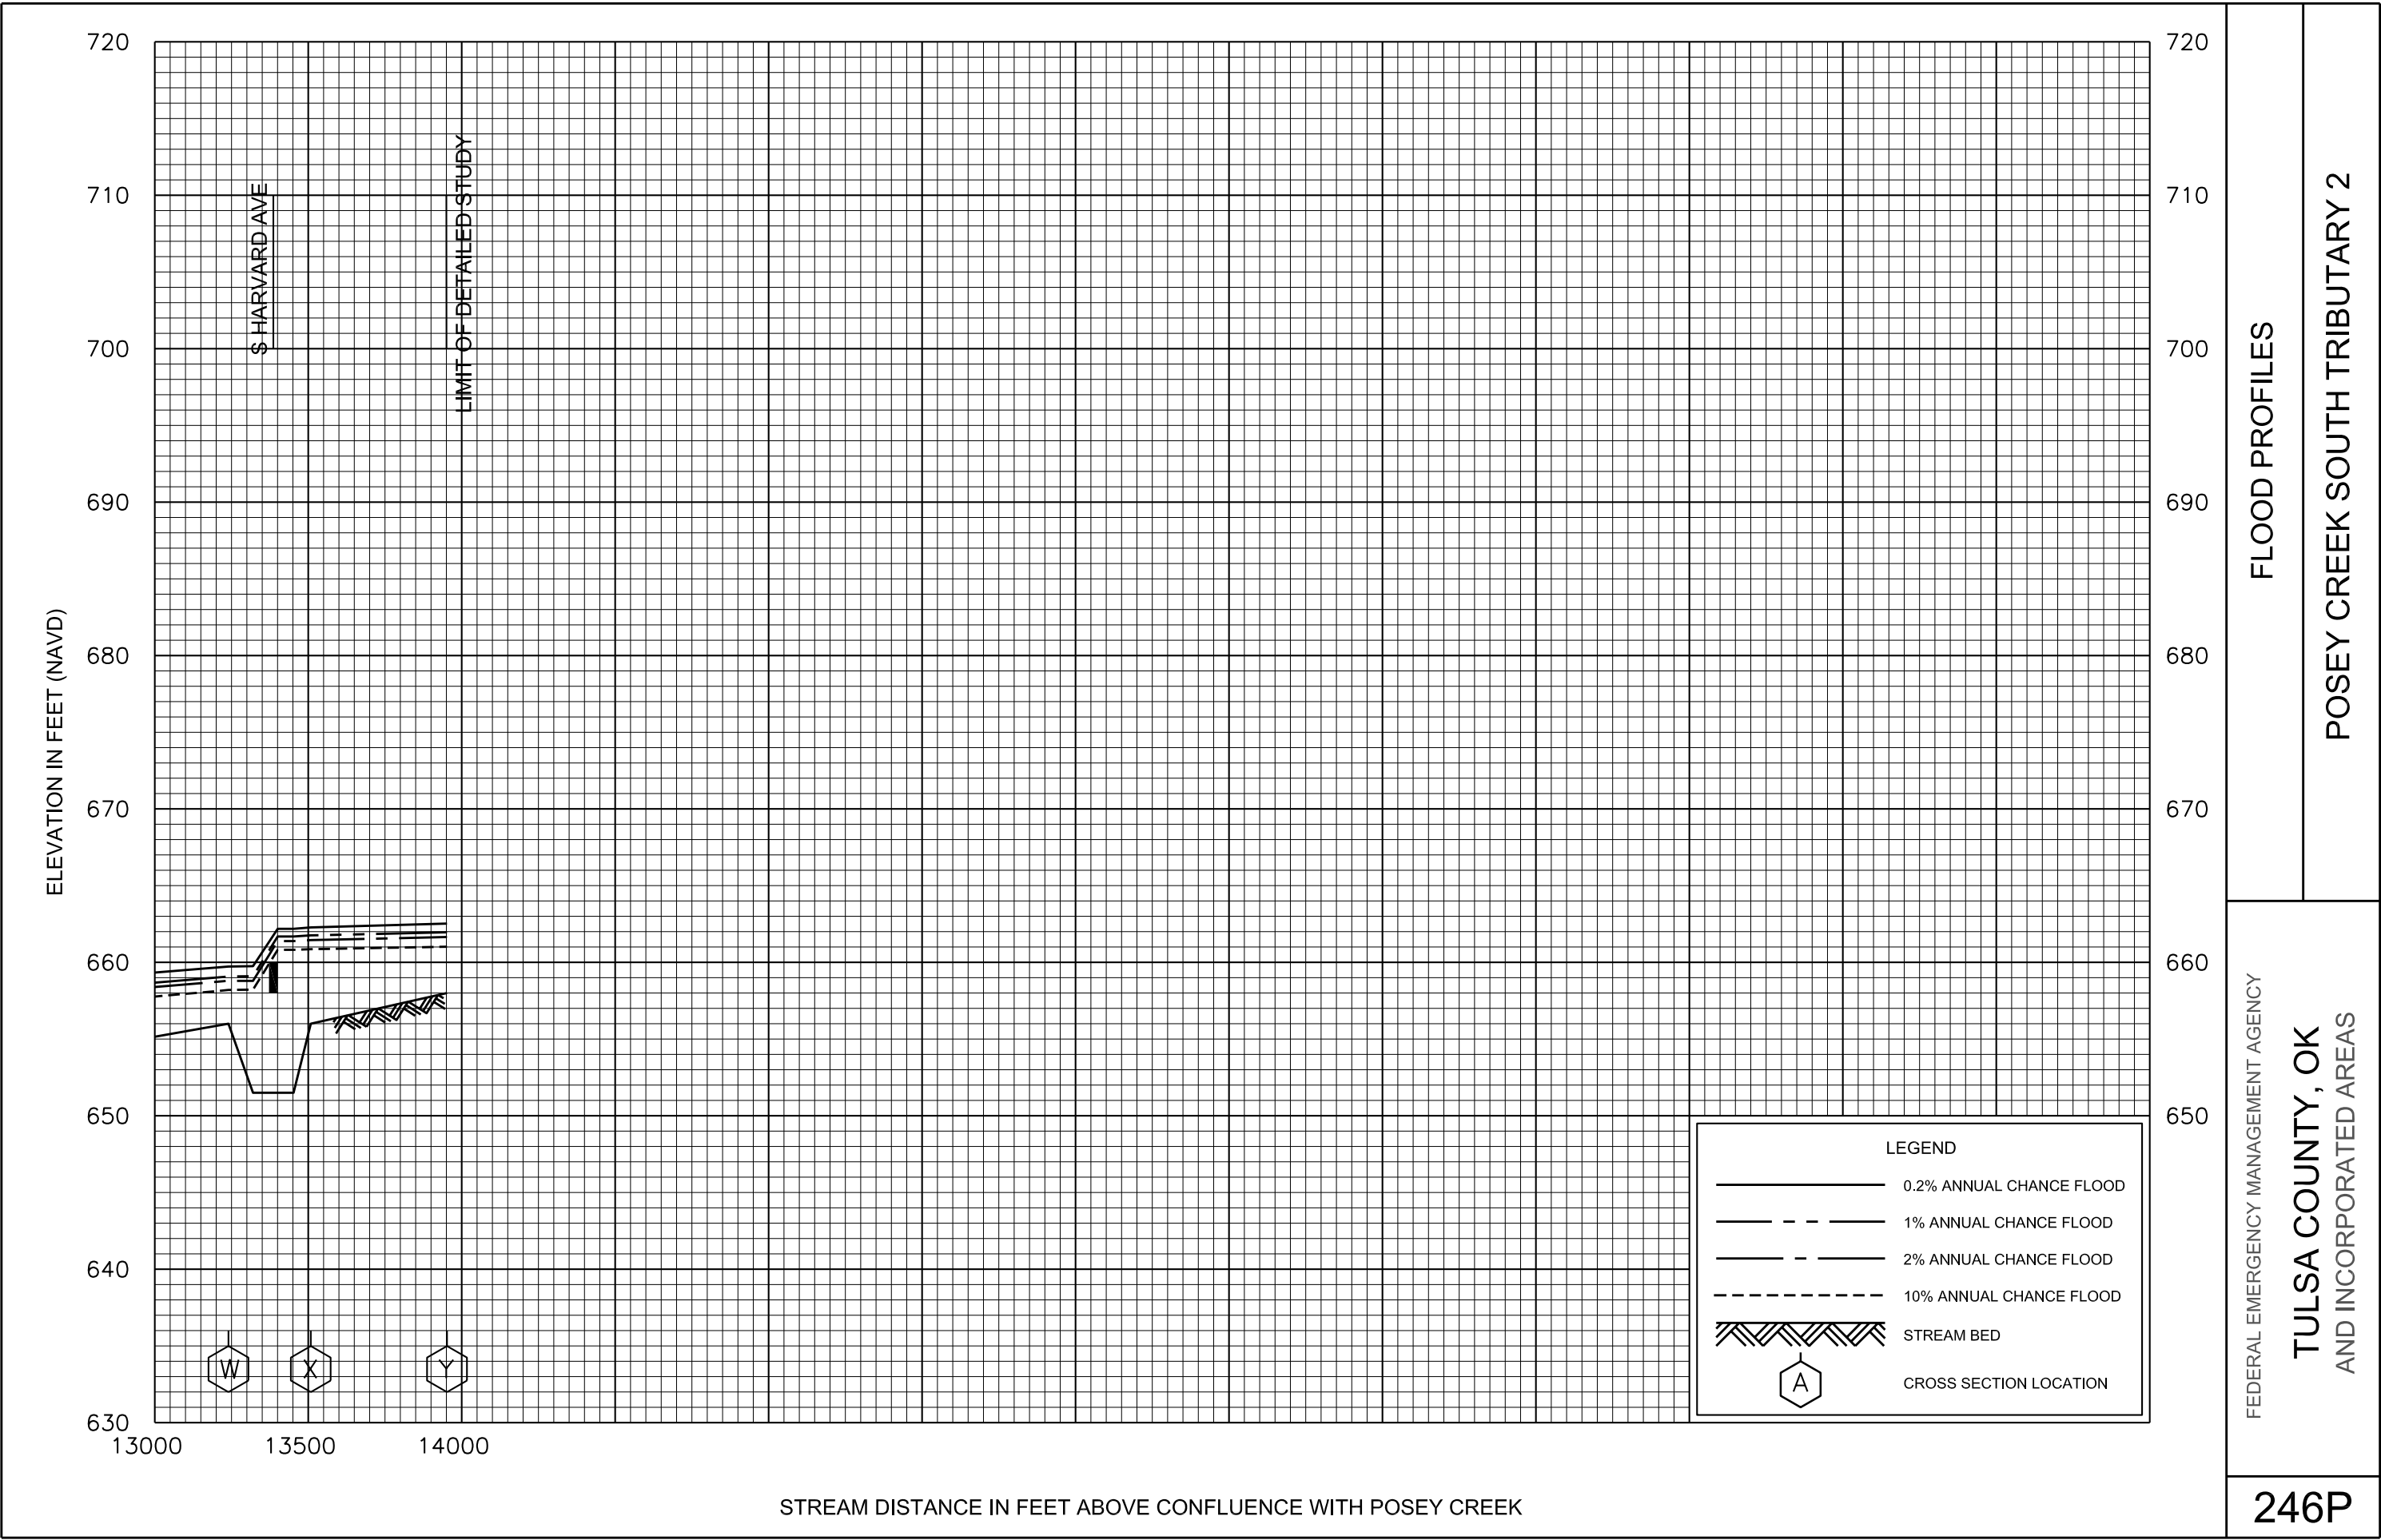 720
710
700
690
680
670
660
650
640
630
ELEVATION IN FEET (NAVD)
S HARVARD AVE
LIMIT OF DETAILED STUDY
W
X
Y
13000
13500
14000
STREAM DISTANCE IN FEET ABOVE CONFLUENCE WITH POSEY CREEK
720
710
700
690
680
670
660
650
LEGEND
0.2% ANNUAL CHANCE FLOOD
1% ANNUAL CHANCE FLOOD
2% ANNUAL CHANCE FLOOD
10% ANNUAL CHANCE FLOOD
STREAM BED
A
CROSS SECTION LOCATION
FLOOD PROFILES
POSEY CREEK SOUTH TRIBUTARY 2
FEDERAL EMERGENCY MANAGEMENT AGENCY
TULSA COUNTY, OK
AND INCORPORATED AREAS
246P